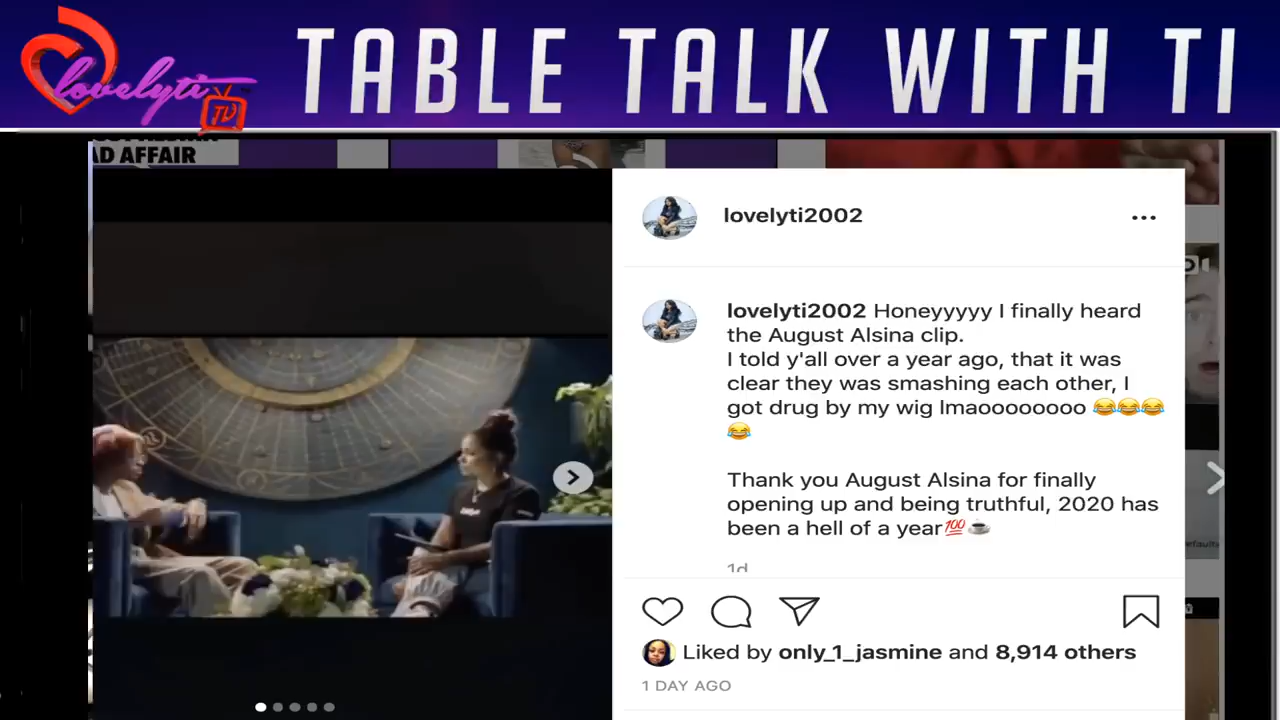 lovelyti
TV
TABLE TALK WITH TI
AD AFFAIR
lovelyti2002
lovelyti2002 Honeyyyyy I finally heard
the August Alsina clip.
I told y'all over a year ago, that it was
clear they was smashing each other, I
got drug by my wig lmaoooooooo 😂😂😂
😂
Thank you August Alsina for finally
opening up and being truthful, 2020 has
been a hell of a year💯☕
1d
Liked by only_1_jasmine and 8,914 others
1 DAY AGO